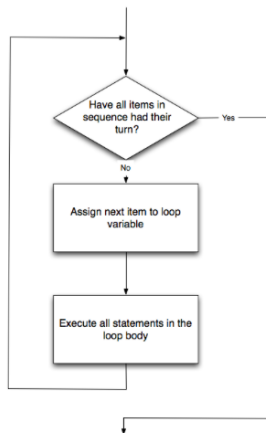 Have all items in
sequence had their
turn?
Yes
No
Assign next item to loop
variable
Execute all statements in the
loop body